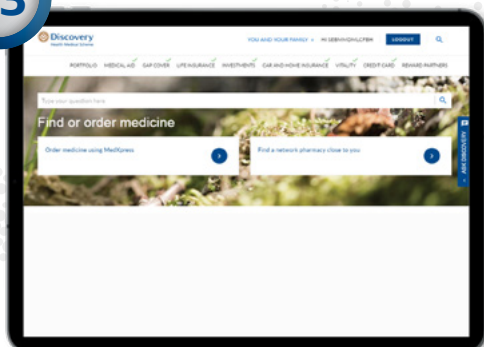 3
Discovery
Health Medical Scheme
YOU AND YOUR FAMILY
LOGOUT
PORTFOLIO MEDICAL AID GAP COVER LIFE INSURANCE INVESTMENTS CAR AND HOME INSURANCE VITALITY CREDIT CARD REWARD PARTNERS
Type your question here
Find or order medicine
Order medicine using MedXpress
Find a network pharmacy close to you
ASK DISCOVERY